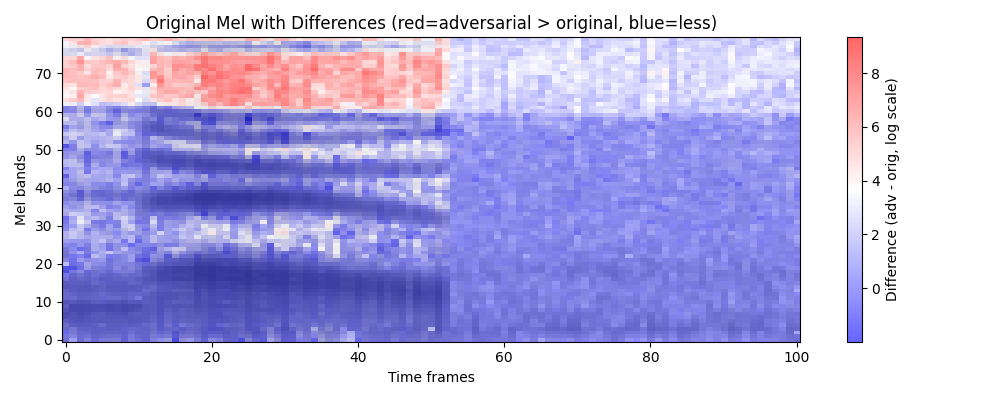 Original Mel with Differences (red=adversarial > original, blue=less)
Mel bands
70
60
50
40
30
20
10
0
0 20 40 60 80 100
Time frames
8
6
4
2
0
Difference (adv - orig, log scale)